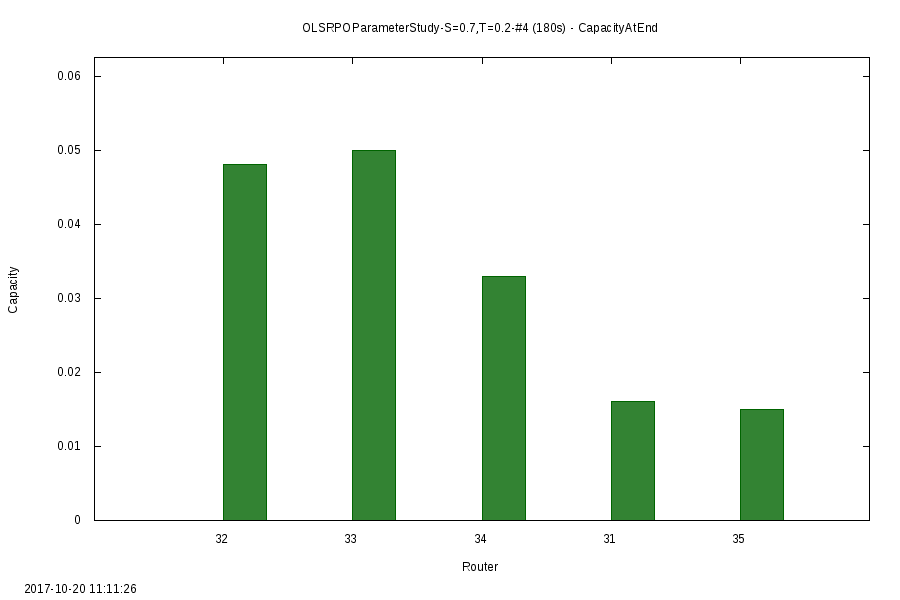 OLSRPOParameterStudy-S=0.7,T=0.2-#4 (180s) - CapacityAtEnd
0.06
0.05
0.04
0.03
0.02
0.01
0
Capacity
32 33 34 31 35
Router
2017-10-20 11:11:26